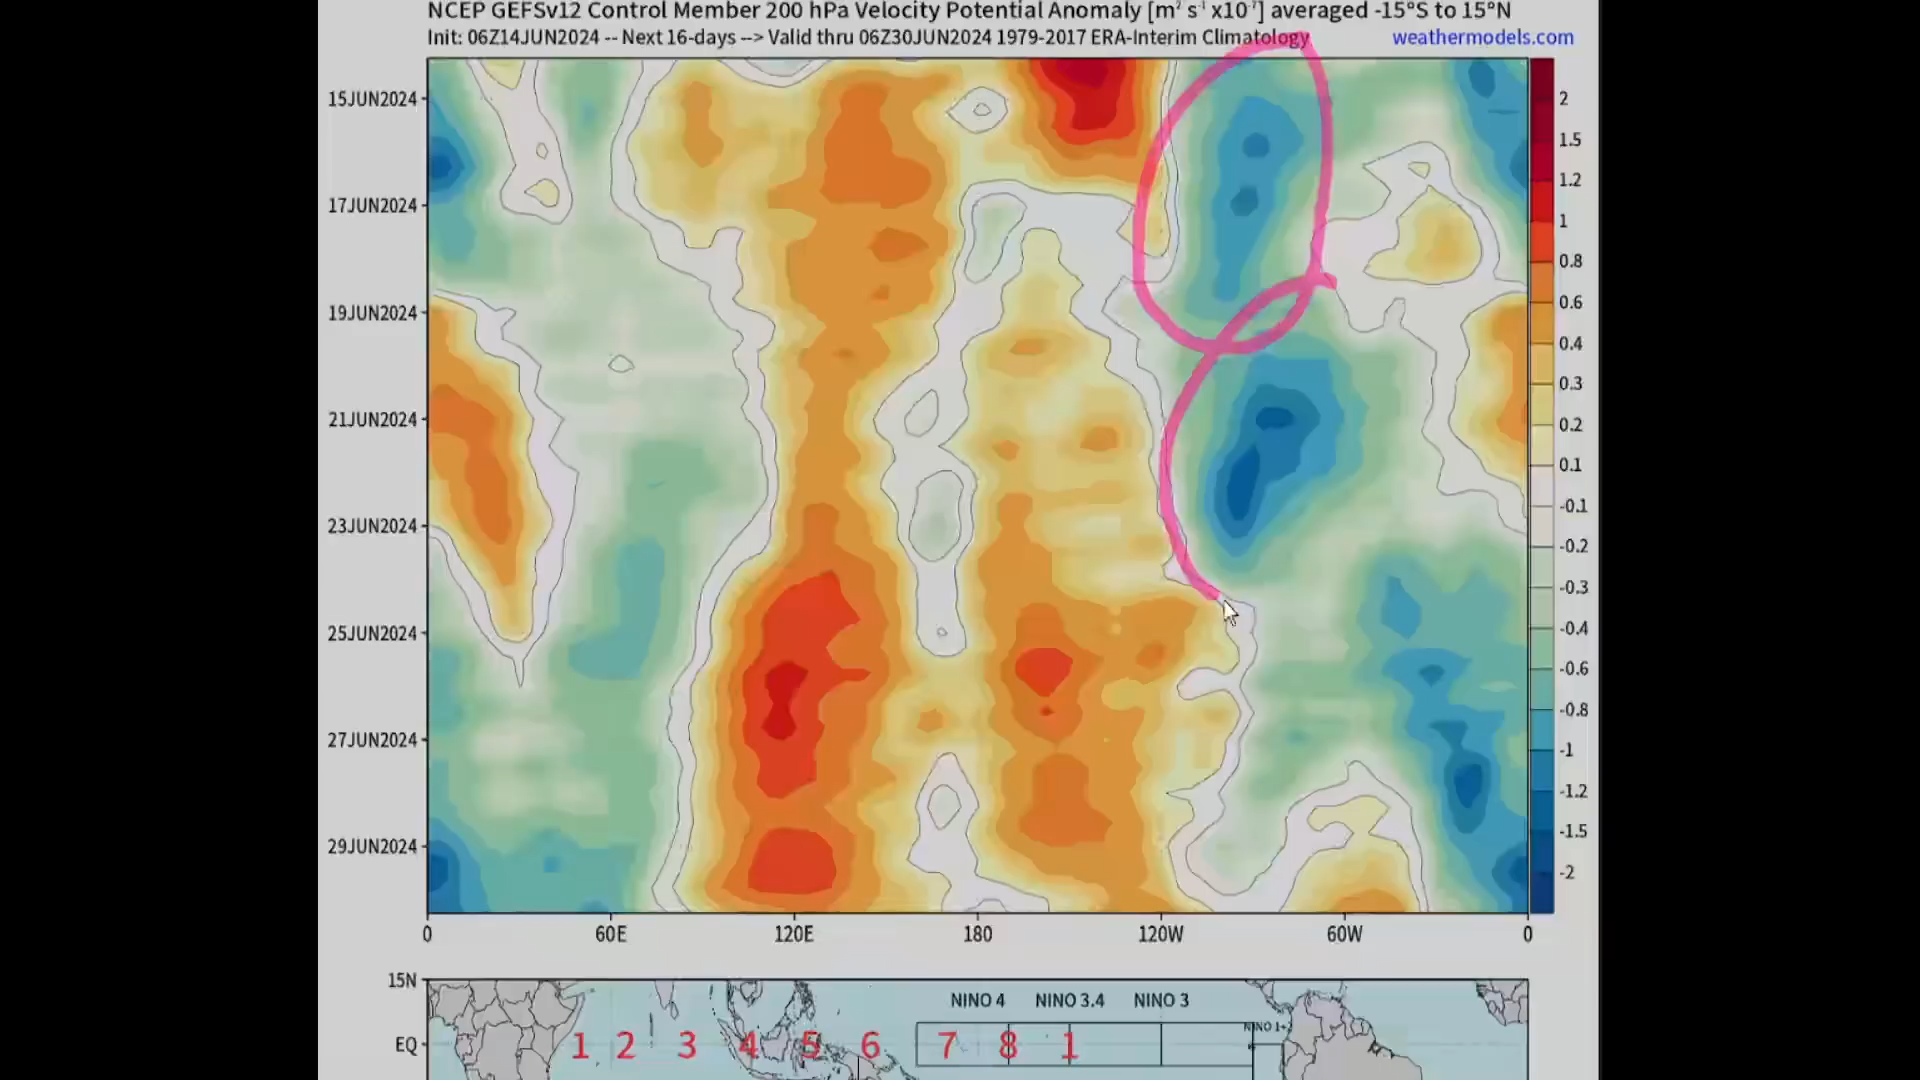 NCEP GEFSv12 Control Member 200 hPa Velocity Potential Anomaly [m² s⁻¹ x10⁻⁷] averaged -15°S to 15°N
Init: 06Z14JUN2024 -- Next 16-days --> Valid thru 06Z30JUN2024 1979-2017 ERA-Interim Climatology
weathermodels.com
15JUN2024
17JUN2024
19JUN2024
21JUN2024
23JUN2024
25JUN2024
27JUN2024
29JUN2024
2
1.5
1.2
1
0.8
0.6
0.4
0.3
0.2
0.1
-0.1
-0.2
-0.3
-0.4
-0.6
-0.8
-1
-1.2
-1.5
-2
0 60E 120E 180 120W 60W 0
15N
NINO 4 NINO 3.4 NINO 3
NINO 1+
EQ
1 2 3 4 5 6 7 8 1